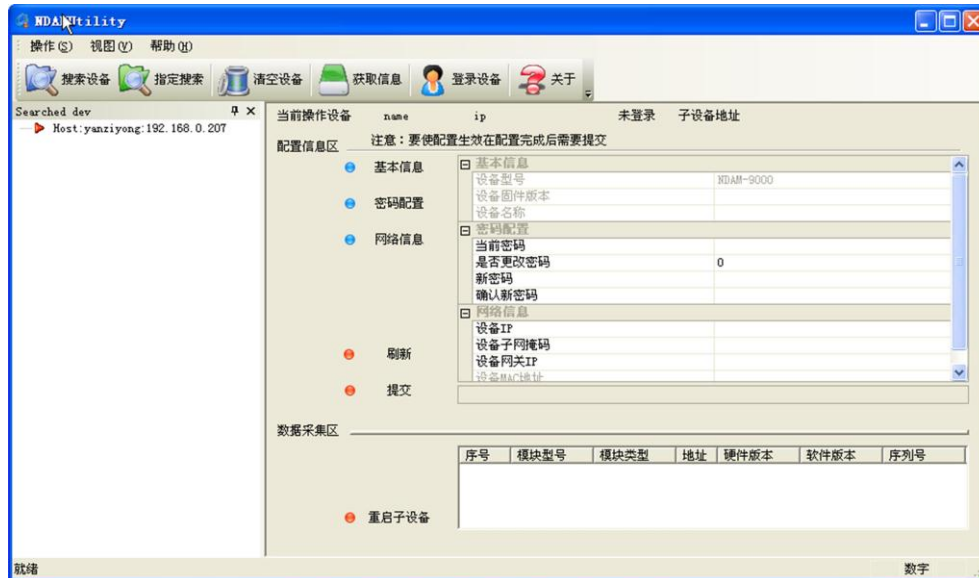 NDAMUtility
操作(S) 视图(V) 帮助(H)
搜索设备 指定搜索 清空设备 获取信息 登录设备 关于
Searched dev
Host:yanziyong:192.168.0.207
当前操作设备 name ip 未登录 子设备地址
配置信息区 注意：要使配置生效在配置完成后需要提交
基本信息
密码配置
网络信息
刷新
提交
基本信息
设备型号 NDAM-9000
设备固件版本
设备名称
密码配置
当前密码
是否更改密码 0
新密码
确认新密码
网络信息
设备IP
设备子网掩码
设备网关IP
设备MAC地址
数据采集区
序号 模块型号 模块类型 地址 硬件版本 软件版本 序列号
重启子设备
就绪 数字